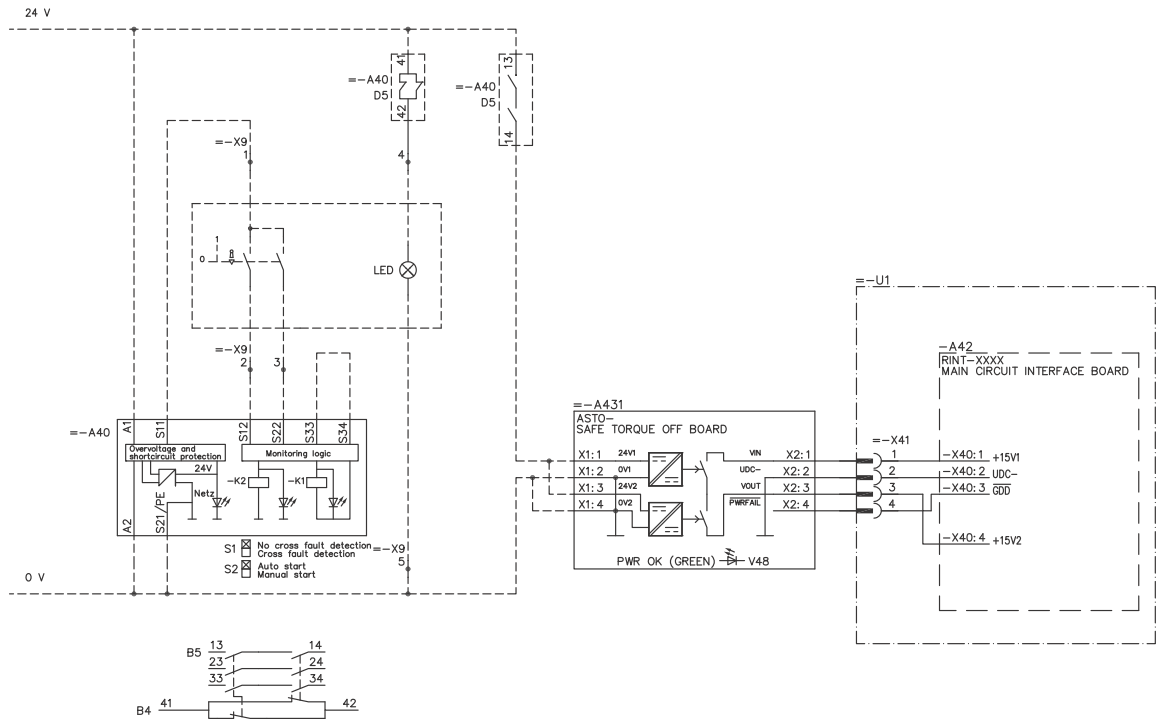 24 V
41
=-A40
D5
42
13
=-A40
D5
14
=-X9
1
4
1
0
LED
=-X9
2
3
=-A40
A1
S11
S12
S22
S33
S34
Overvoltage and
shortcircuit protection
Monitoring logic
24V
Netz
-K2
-K1
A2
S21/PE
S1
No cross fault detection
Cross fault detection
S2
Auto start
Manual start
=-X9
5
0 V
=-A431
ASTO-
SAFE TORQUE OFF BOARD
X1:1 24V1 VIN X2:1
X1:2 0V1 UDC- X2:2
X1:3 24V2 VOUT X2:3
X1:4 0V2 PWRFAIL X2:4
PWR OK (GREEN) V48
=-U1
-A42
RINT-XXXX
MAIN CIRCUIT INTERFACE BOARD
=-X41
1 -X40:1 +15V1
2 -X40:2 UDC-
3 -X40:3 GDD
4
-X40:4 +15V2
B5 13 14
23 24
33 34
B4 41 42